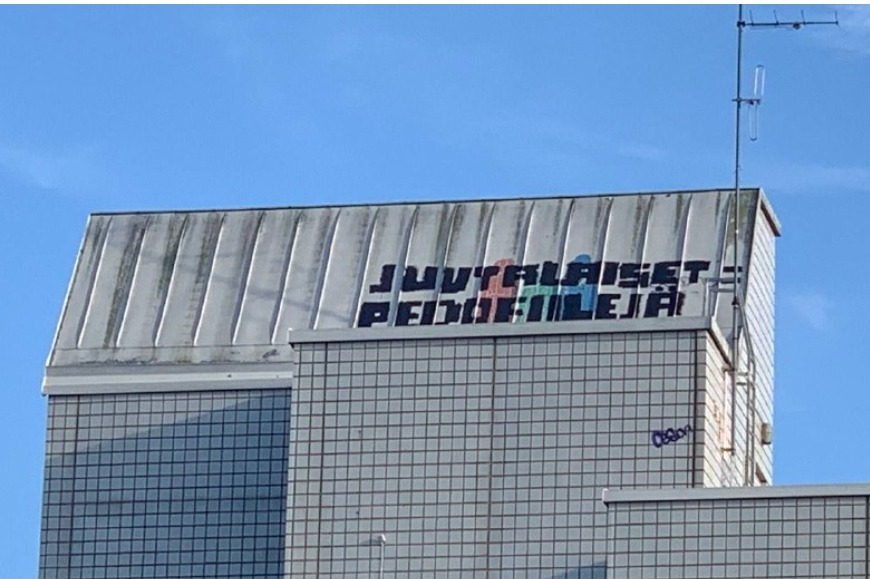 JUUTALAISET =
PEDOFIILEJÄ